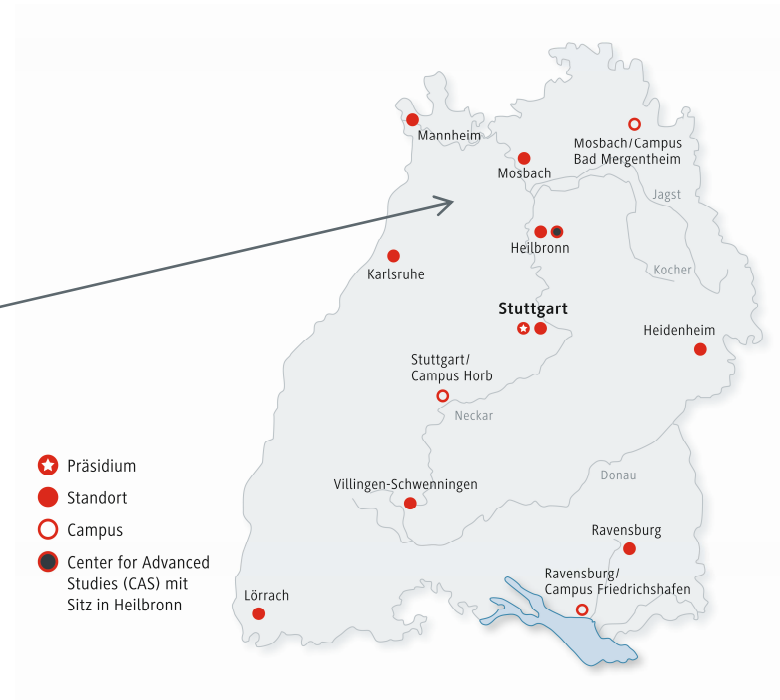 Mannheim
Mosbach/Campus
Bad Mergentheim
Mosbach
Jagst
Heilbronn
Karlsruhe
Kocher
Stuttgart
Heidenheim
Stuttgart/
Campus Horb
Neckar
Präsidium
Standort
Campus
Center for Advanced
Studies (CAS) mit
Sitz in Heilbronn
Villingen-Schwenningen
Donau
Ravensburg
Ravensburg/
Campus Friedrichshafen
Lörrach